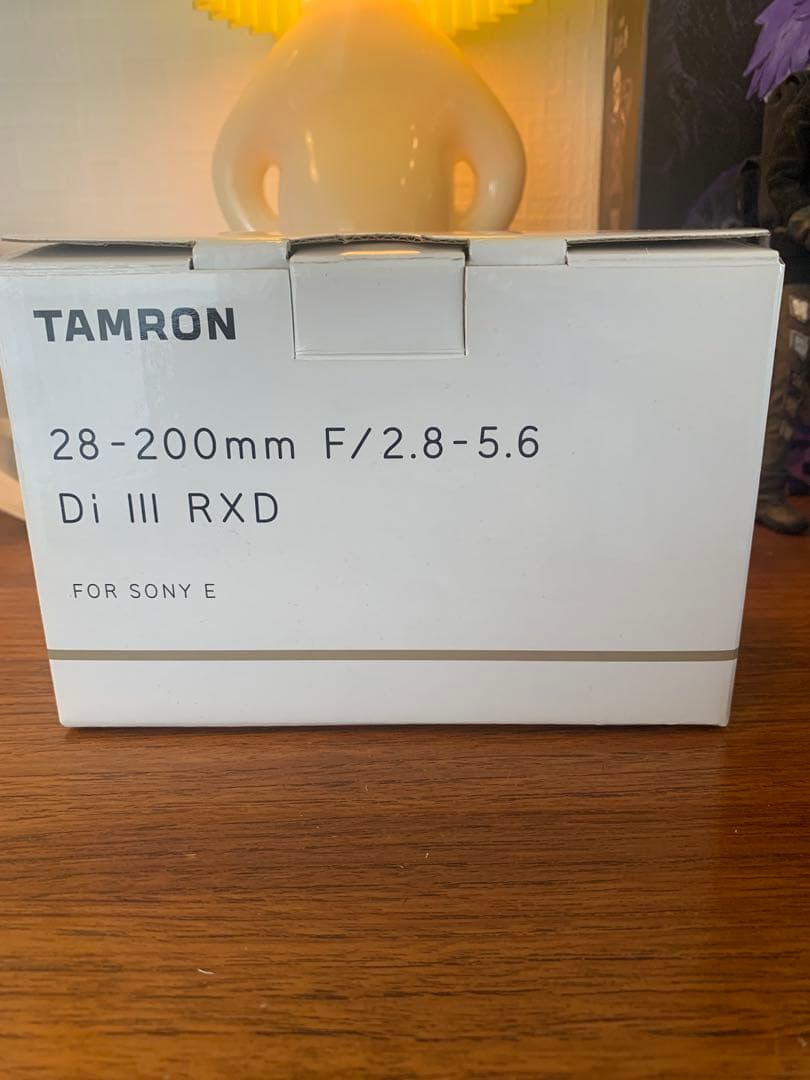 TAMRON
28-200mm F/2.8-5.6
Di III RXD
FOR SONY E